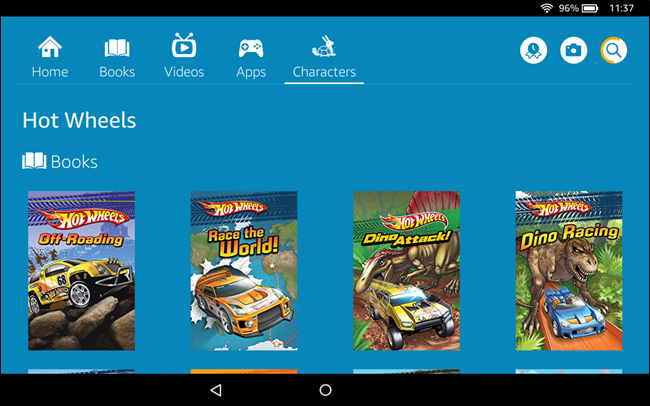 96% 11:37
Home Books Videos Apps Characters
Hot Wheels
Books
HOT WHEELS
Off-Roading
68
HOT WHEELS
Race the
World!
HOT WHEELS
Dino Attack!
HOT WHEELS
Dino Racing